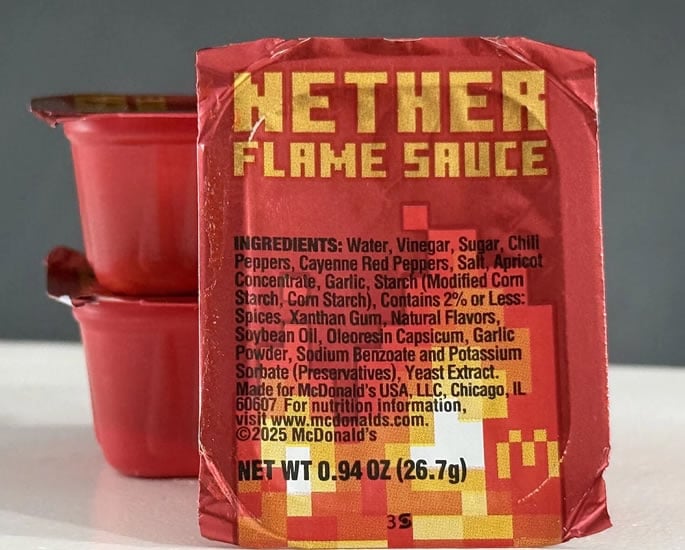 NETHER
FLAME SAUCE
INGREDIENTS: Water, Vinegar, Sugar, Chili
Peppers, Cayenne Red Peppers, Salt, Apricot
Concentrate, Garlic, Starch (Modified Corn
Starch, Corn Starch), Contains 2% or Less:
Spices, Xanthan Gum, Natural Flavors,
Soybean Oil, Oleoresin Capsicum, Garlic
Powder, Sodium Benzoate and Potassium
Sorbate (Preservatives), Yeast Extract.
Made for McDonald's USA, LLC, Chicago, IL
60607 For nutrition information,
visit www.mcdonalds.com.
©2025 McDonald's
NET WT 0.94 OZ (26.7g)
3S